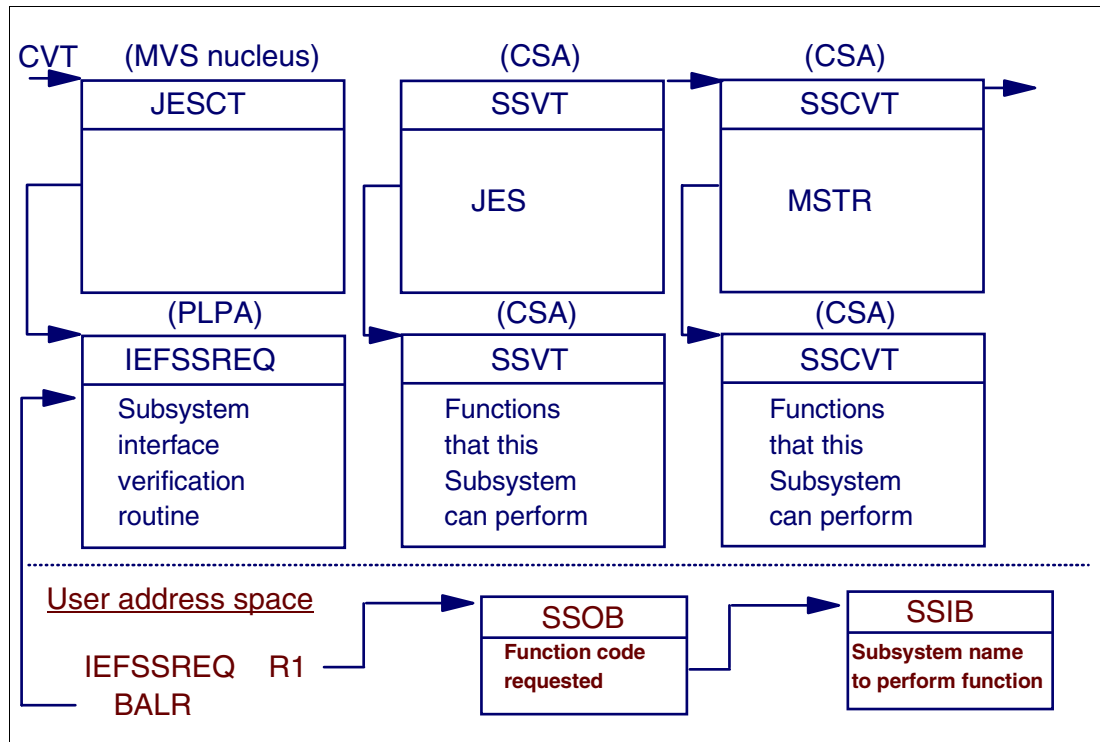 CVT (MVS nucleus) (CSA) (CSA)
JESCT SSVT SSCVT
JES MSTR
(PLPA) (CSA) (CSA)
IEFSSREQ SSVT SSCVT
Subsystem
interface
verification
routine
Functions
that this
Subsystem
can perform
Functions
that this
Subsystem
can perform
User address space
IEFSSREQ R1
BALR
SSOB
Function code
requested
SSIB
Subsystem name
to perform function